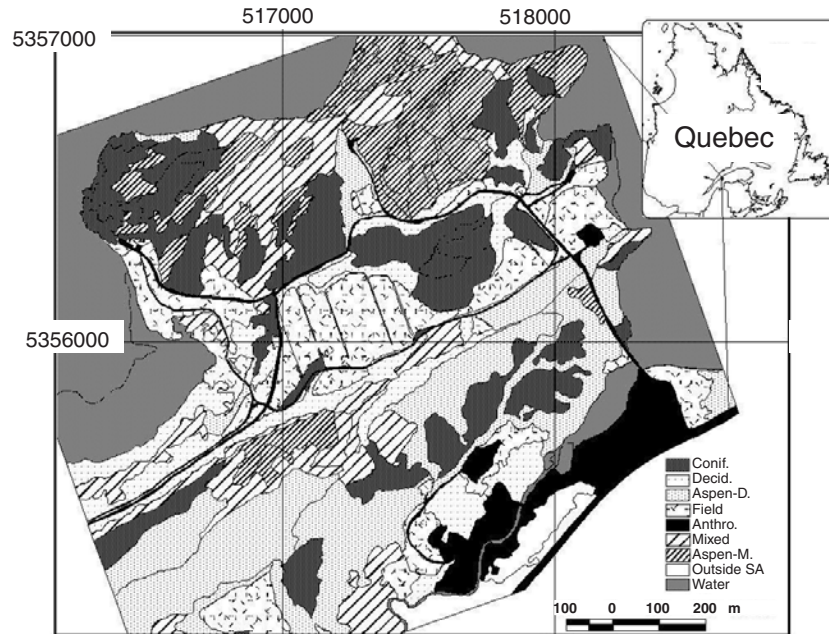 517000
518000
5357000
Quebec
5356000
Conif.
Decid.
Aspen-D.
Field
Anthro.
Mixed
Aspen-M.
Outside SA
Water
100 0 100 200 m